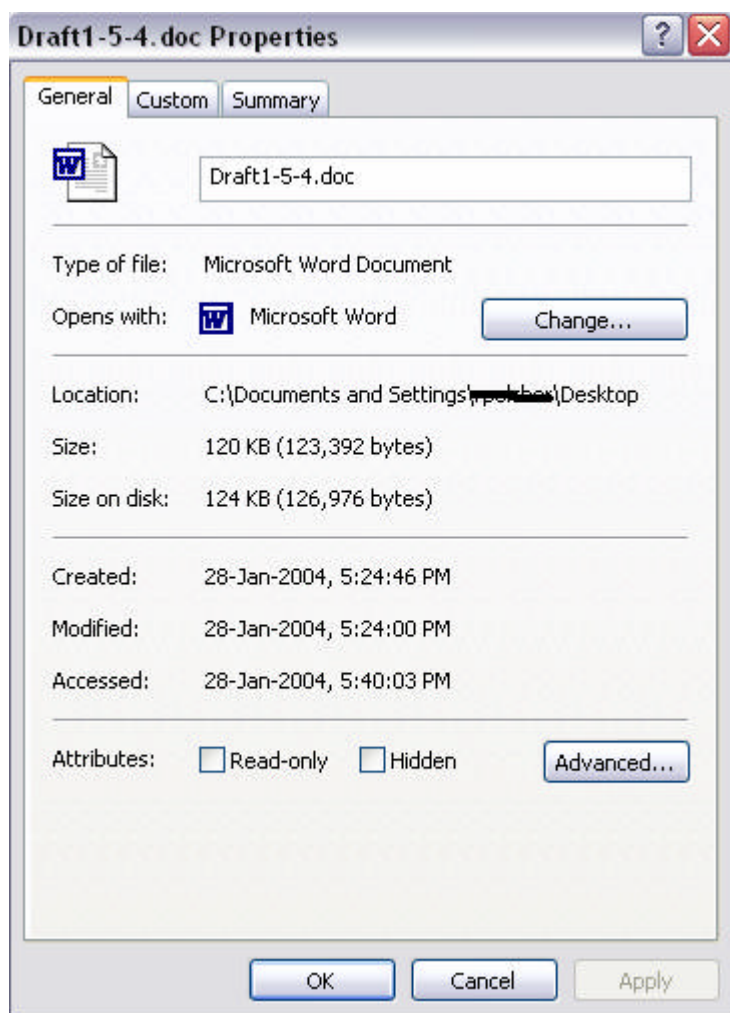 Draft1-5-4.doc Properties
General Custom Summary
Draft1-5-4.doc
Type of file: Microsoft Word Document
Opens with: Microsoft Word Change...
Location: C:\Documents and Settings\ \Desktop
Size: 120 KB (123,392 bytes)
Size on disk: 124 KB (126,976 bytes)
Created: 28-Jan-2004, 5:24:46 PM
Modified: 28-Jan-2004, 5:24:00 PM
Accessed: 28-Jan-2004, 5:40:03 PM
Attributes: Read-only Hidden Advanced...
OK Cancel Apply